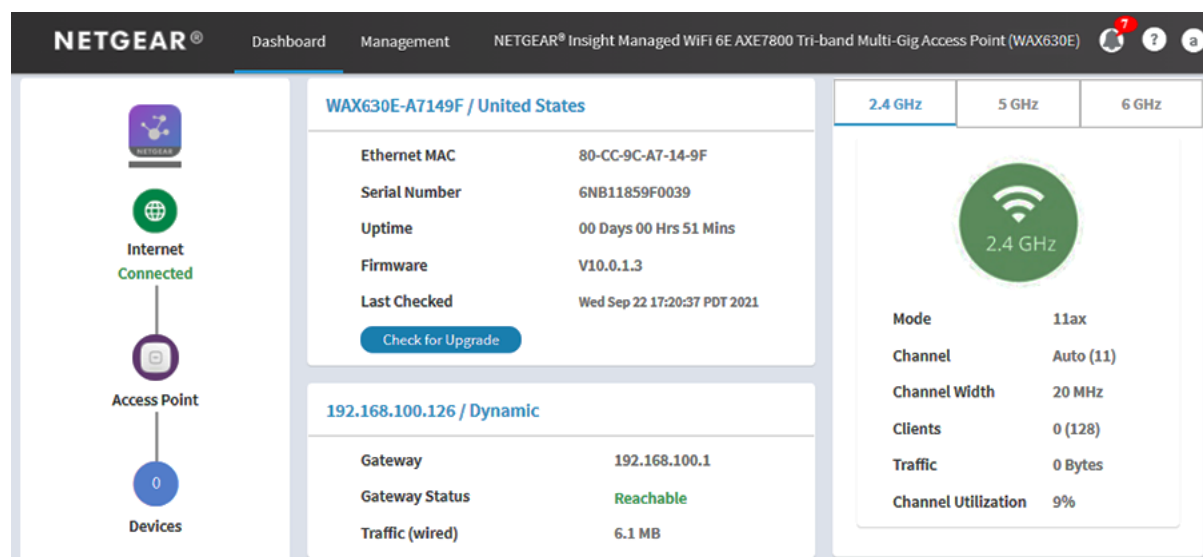 NETGEAR® Dashboard Management NETGEAR® Insight Managed WiFi 6E AXE7800 Tri-band Multi-Gig Access Point (WAX630E) 7 ? a
NETGEAR
Internet
Connected
Access Point
0
Devices
WAX630E-A7149F / United States
Ethernet MAC 80-CC-9C-A7-14-9F
Serial Number 6NB11859F0039
Uptime 00 Days 00 Hrs 51 Mins
Firmware V10.0.1.3
Last Checked Wed Sep 22 17:20:37 PDT 2021
Check for Upgrade
192.168.100.126 / Dynamic
Gateway 192.168.100.1
Gateway Status Reachable
Traffic (wired) 6.1 MB
2.4 GHz 5 GHz 6 GHz
2.4 GHz
Mode 11ax
Channel Auto (11)
Channel Width 20 MHz
Clients 0 (128)
Traffic 0 Bytes
Channel Utilization 9%